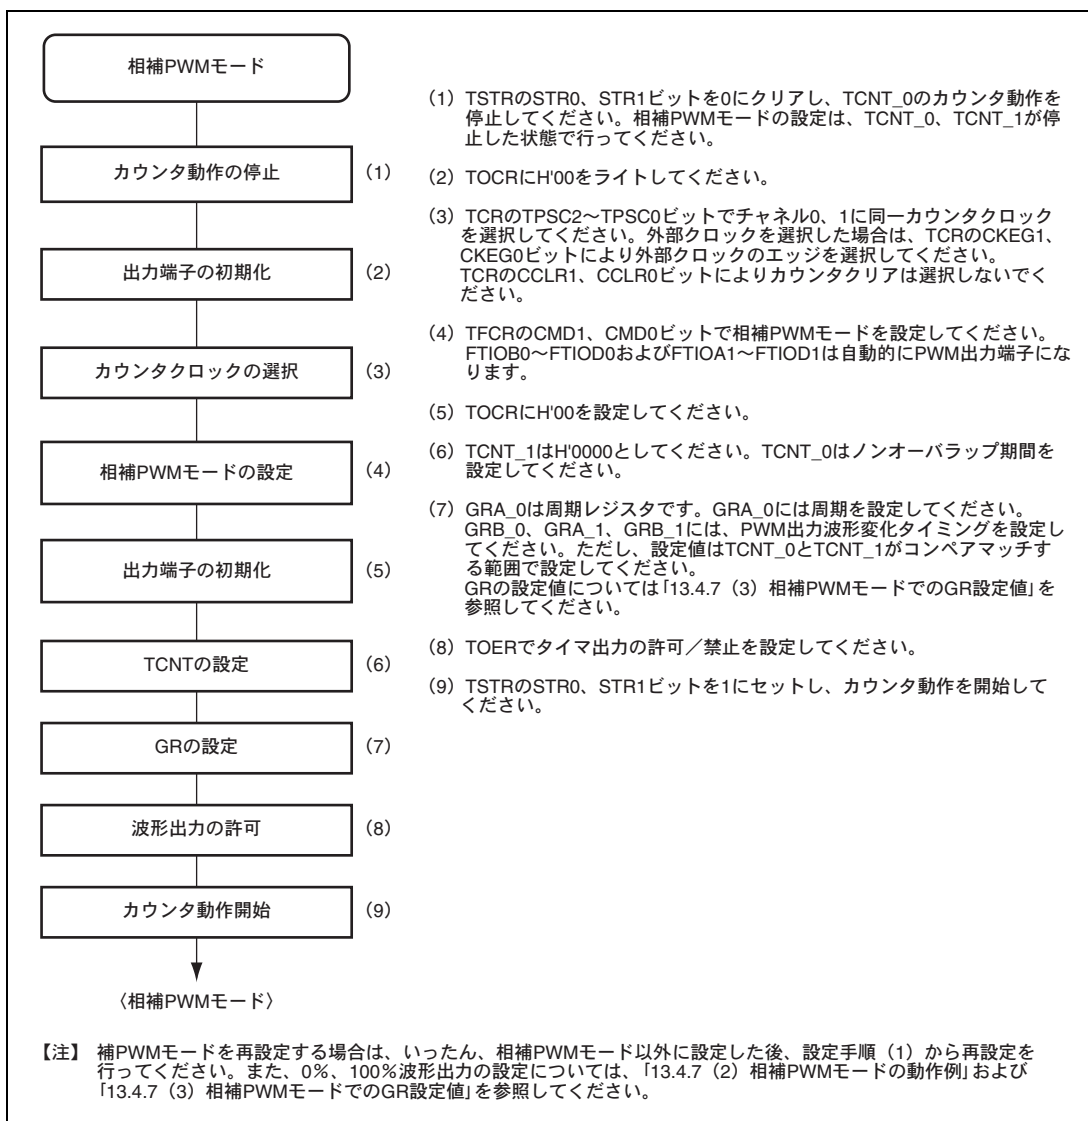 相補PWMモード
カウンタ動作の停止 (1)
出力端子の初期化 (2)
カウンタクロックの選択 (3)
相補PWMモードの設定 (4)
出力端子の初期化 (5)
TCNTの設定 (6)
GRの設定 (7)
波形出力の許可 (8)
カウンタ動作開始 (9)
〈相補PWMモード〉
(1) TSTRのSTR0、STR1ビットを0にクリアし、TCNT_0のカウンタ動作を
停止してください。相補PWMモードの設定は、TCNT_0、TCNT_1が停
止した状態で行ってください。
(2) TOCRにH'00をライトしてください。
(3) TCRのTPSC2～TPSC0ビットでチャネル0、1に同一カウンタクロック
を選択してください。外部クロックを選択した場合は、TCRのCKEG1、
CKEG0ビットにより外部クロックのエッジを選択してください。
TCRのCCLR1、CCLR0ビットによりカウンタクリアは選択しないでく
ださい。
(4) TFCRのCMD1、CMD0ビットで相補PWMモードを設定してください。
FTIOB0～FTIOD0およびFTIOA1～FTIOD1は自動的にPWM出力端子にな
ります。
(5) TOCRにH'00を設定してください。
(6) TCNT_1はH'0000としてください。TCNT_0はノンオーバラップ期間を
設定してください。
(7) GRA_0は周期レジスタです。GRA_0には周期を設定してください。
GRB_0、GRA_1、GRB_1には、PWM出力波形変化タイミングを設定し
てください。ただし、設定値はTCNT_0とTCNT_1がコンペアマッチす
る範囲で設定してください。
GRの設定値については「13.4.7（3）相補PWMモードでのGR設定値」を
参照してください。
(8) TOERでタイマ出力の許可／禁止を設定してください。
(9) TSTRのSTR0、STR1ビットを1にセットし、カウンタ動作を開始して
ください。
【注】 補PWMモードを再設定する場合は、いったん、相補PWMモード以外に設定した後、設定手順（1）から再設定を
行ってください。また、0％、100％波形出力の設定については、「13.4.7（2）相補PWMモードの動作例」および
「13.4.7（3）相補PWMモードでのGR設定値」を参照してください。